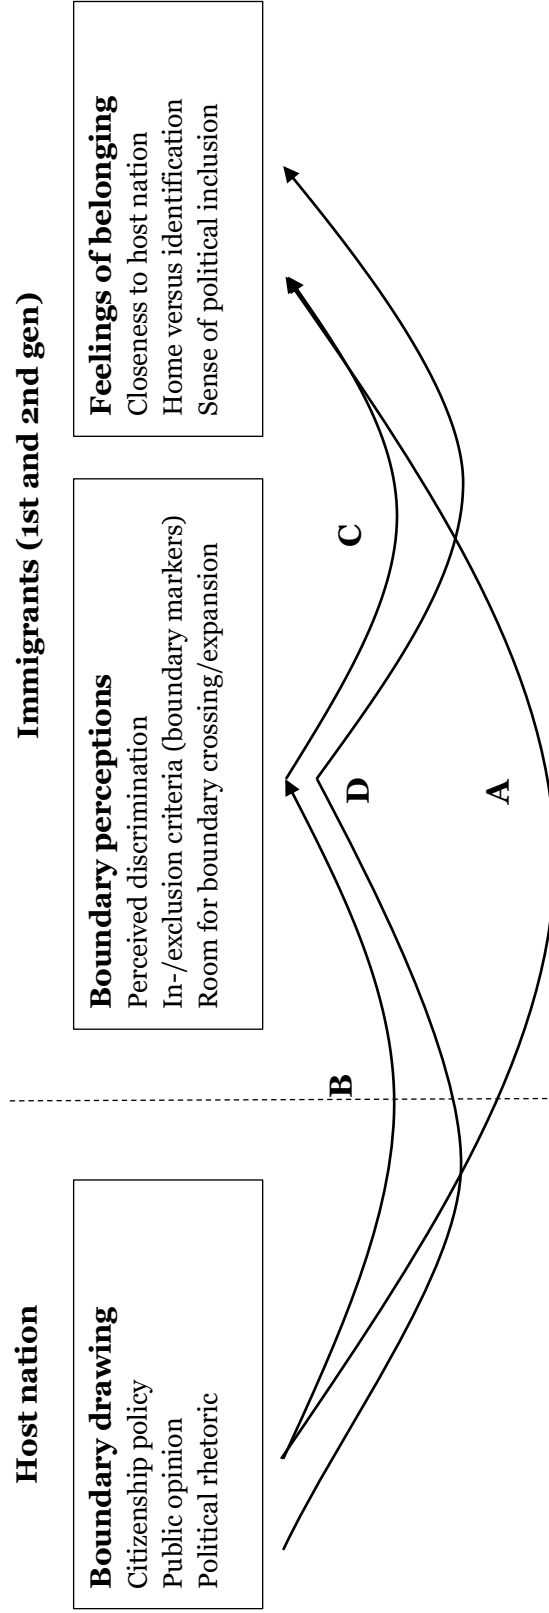 Host nation
Immigrants (1st and 2nd gen)
Boundary drawing
Citizenship policy
Public opinion
Political rhetoric
Boundary perceptions
Perceived discrimination
In-/exclusion criteria (boundary markers)
Room for boundary crossing/expansion
Feelings of belonging
Closeness to host nation
Home versus identification
Sense of political inclusion
B
C
D
A